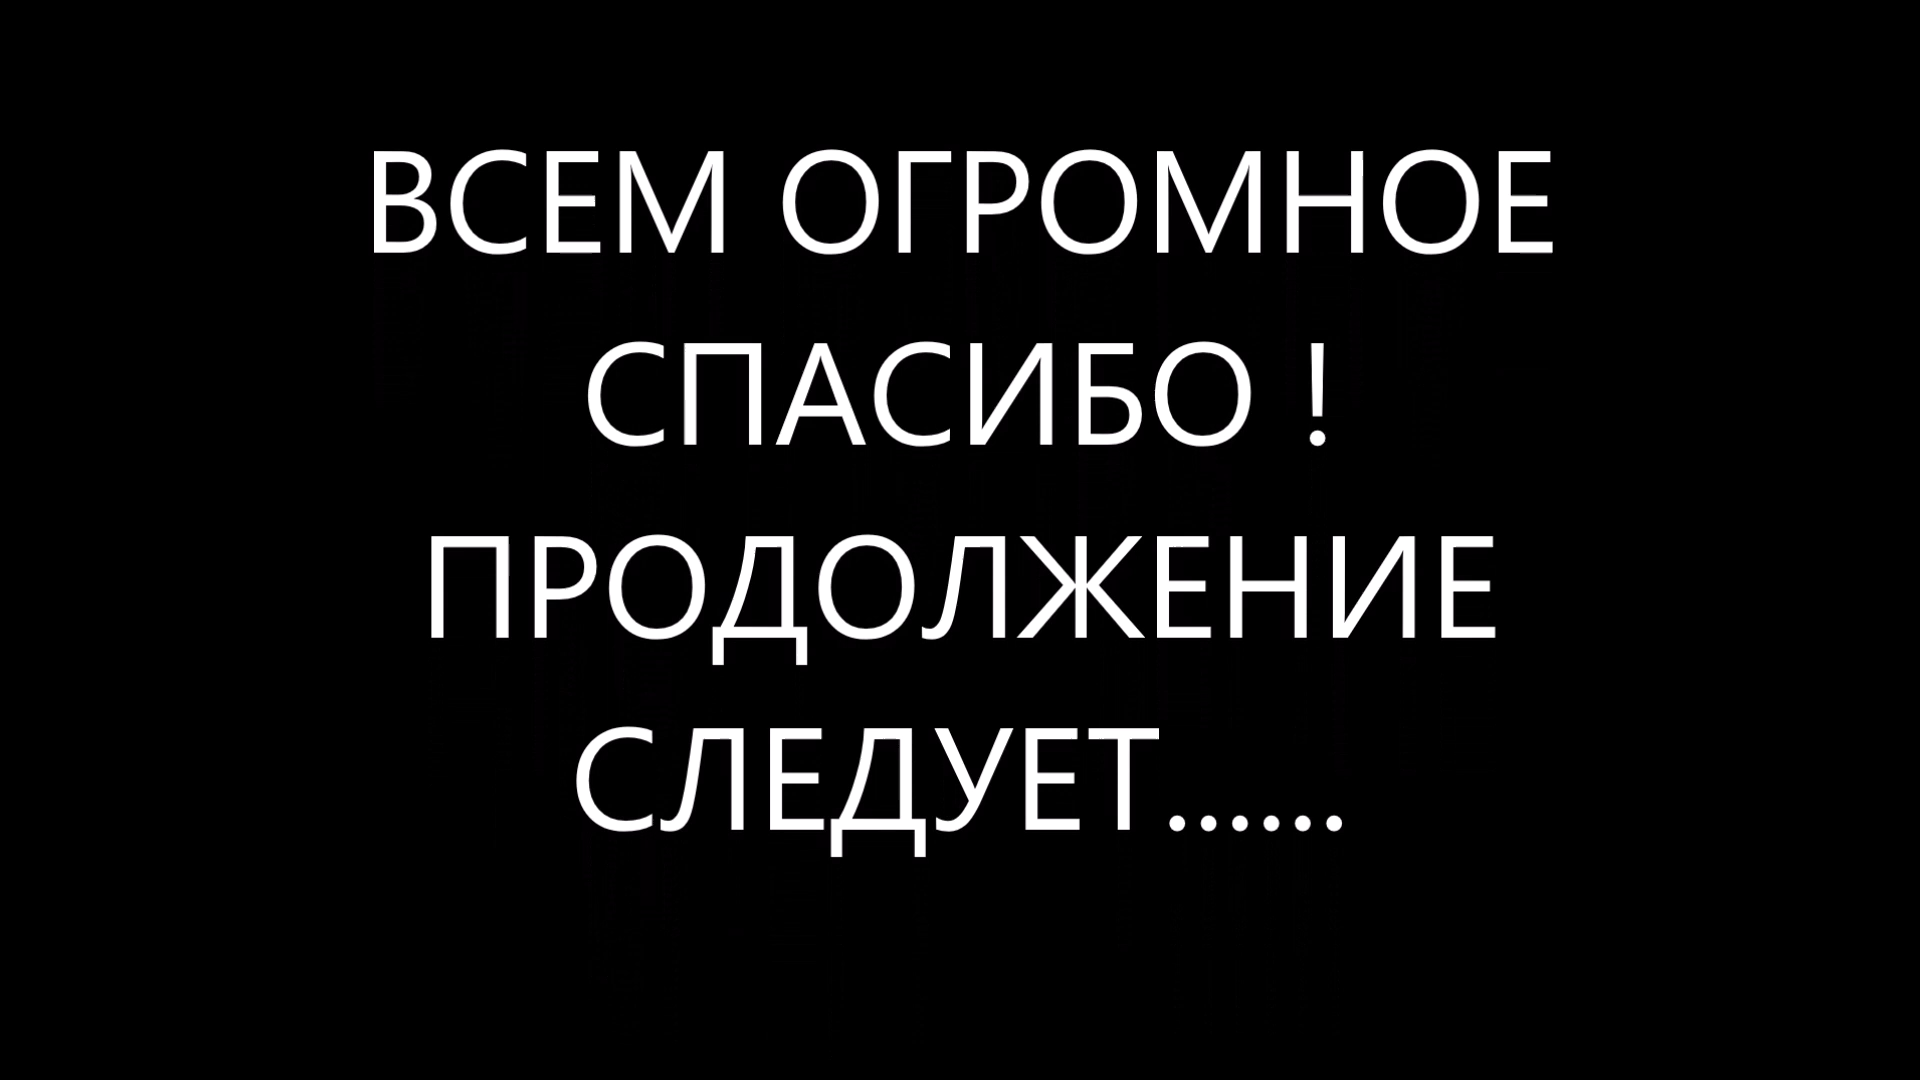 ВСЕМ ОГРОМНОЕ
СПАСИБО !
ПРОДОЛЖЕНИЕ
СЛЕДУЕТ......